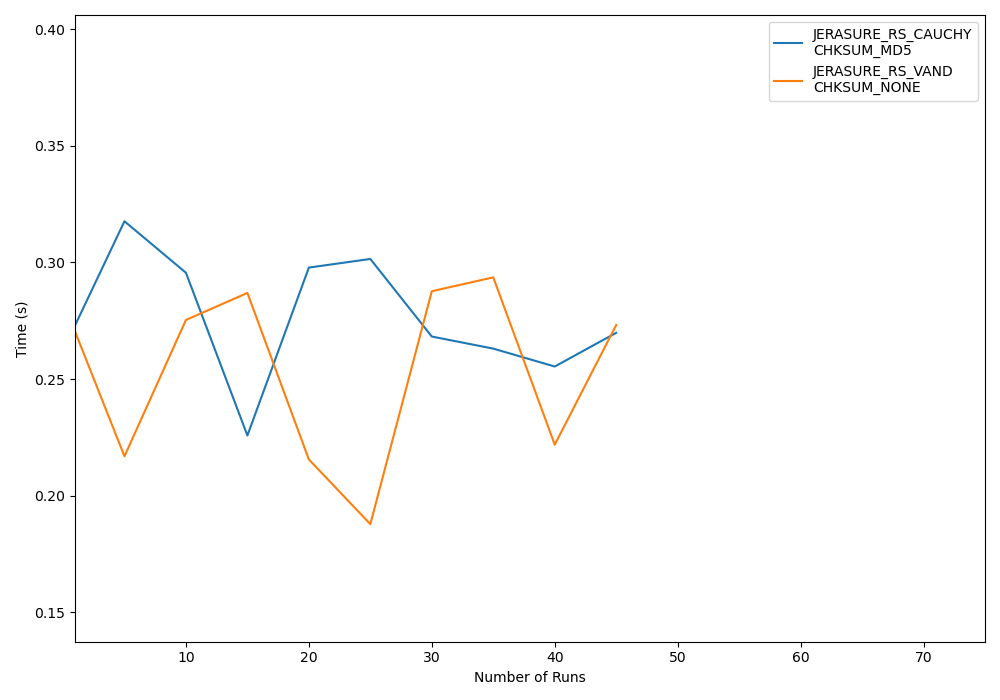 0.40
0.35
0.30
0.25
0.20
0.15
Time (s)
10 20 30 40 50 60 70
Number of Runs
JERASURE_RS_CAUCHY
CHKSUM_MD5
JERASURE_RS_VAND
CHKSUM_NONE